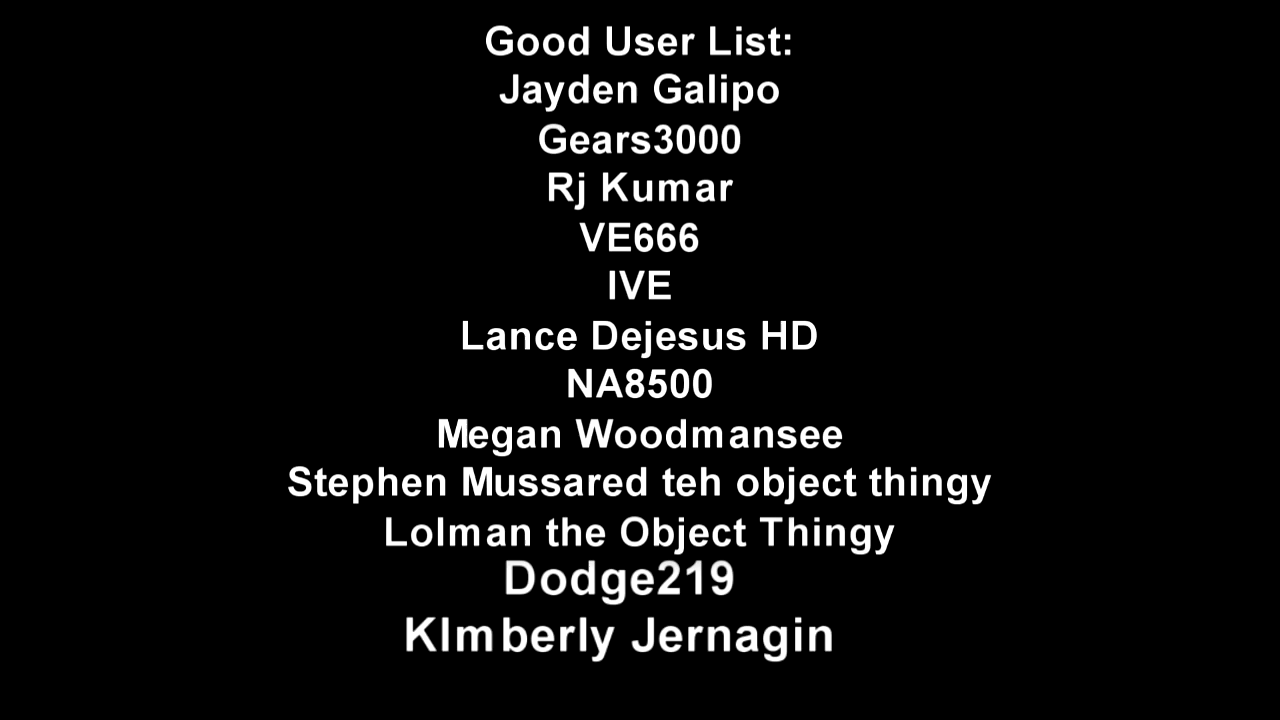 Good User List:
Jayden Galipo
Gears3000
Rj Kumar
VE666
IVE
Lance Dejesus HD
NA8500
Megan Woodmansee
Stephen Mussared teh object thingy
Lolman the Object Thingy
Dodge219
KImberly Jernagin